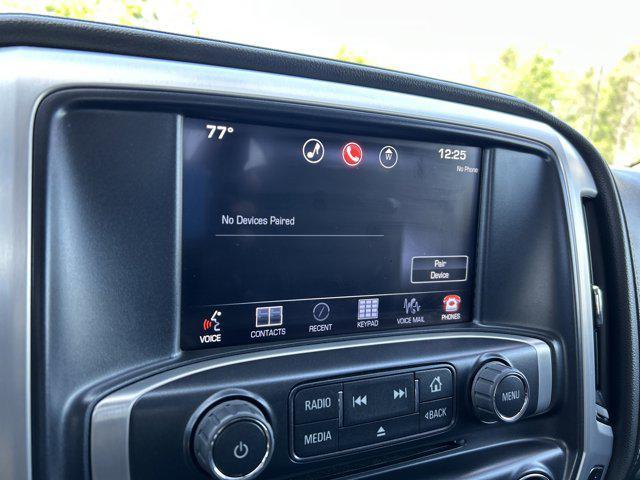 77°
W
12:25
No Phone
No Devices Paired
Pair
Device
VOICE
CONTACTS
RECENT
KEYPAD
VOICE MAIL
PHONES
RADIO
MEDIA
BACK
MENU